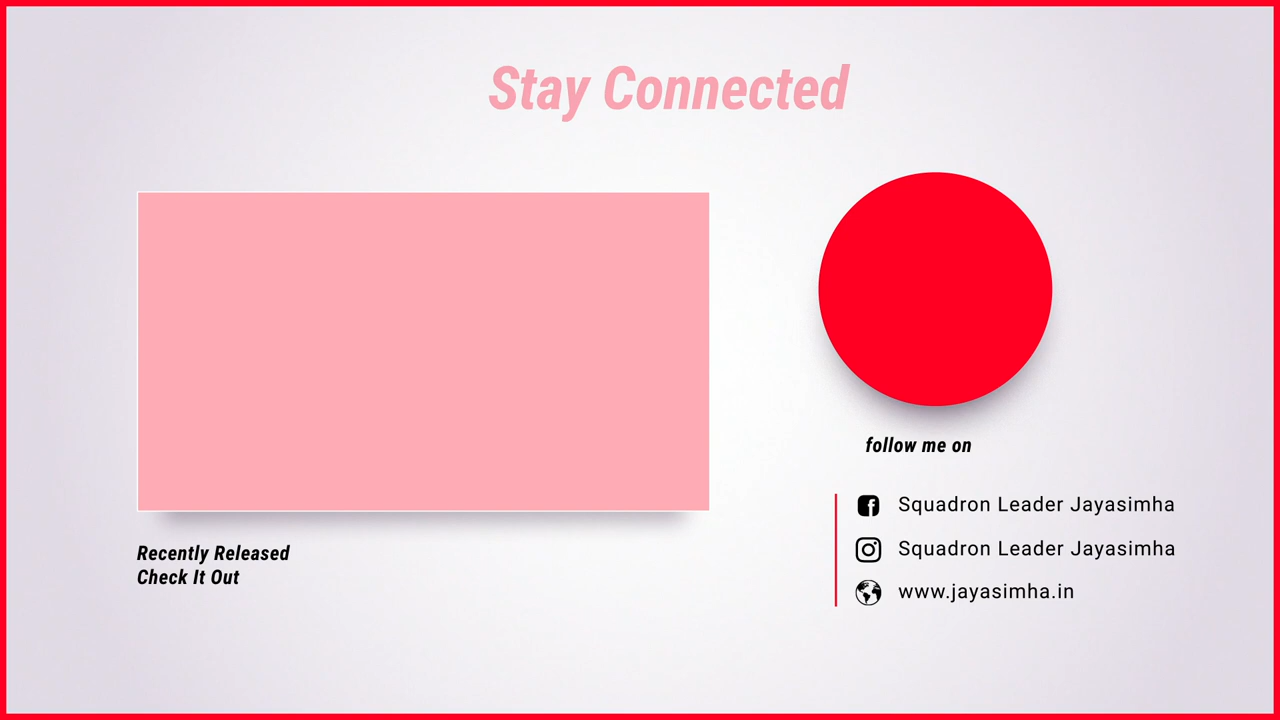 Stay Connected
Recently Released
Check It Out
follow me on
Squadron Leader Jayasimha
Squadron Leader Jayasimha
www.jayasimha.in